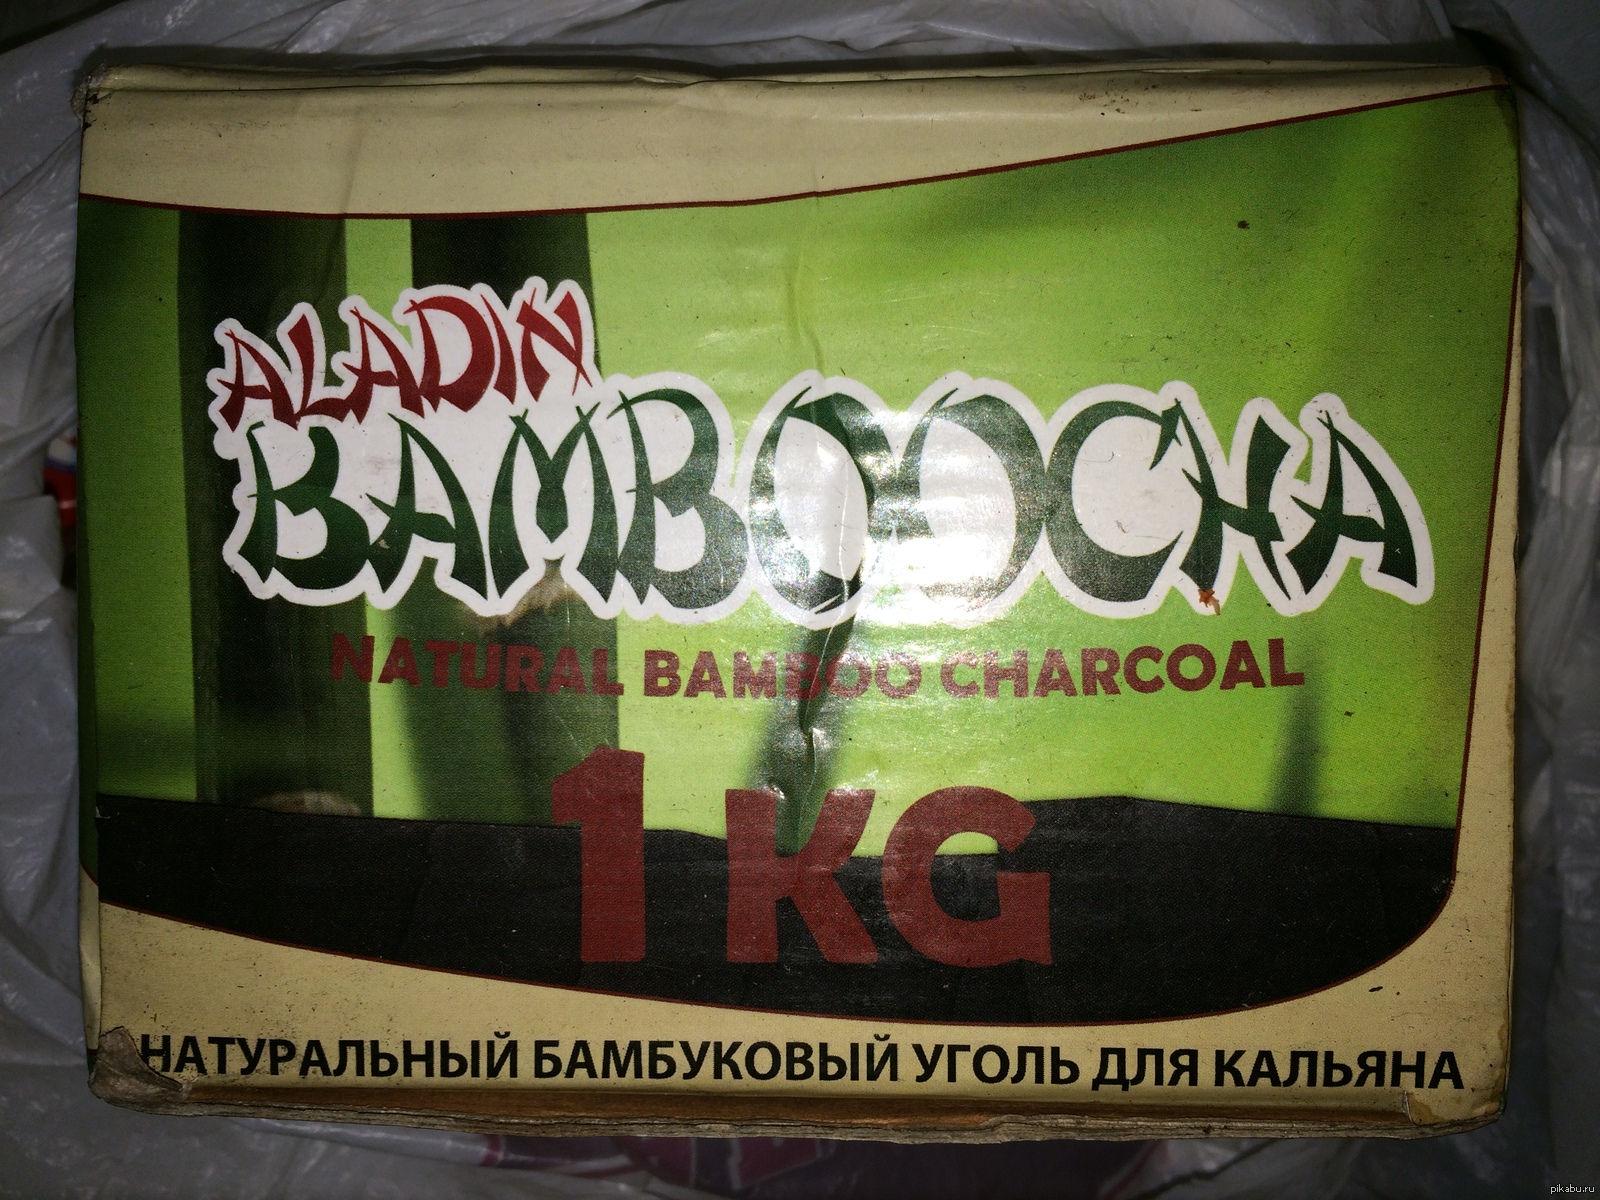 ALADIN
BAMBOOCHA
NATURAL BAMBOO CHARCOAL
1 KG
НАТУРАЛЬНЫЙ БАМБУКОВЫЙ УГОЛЬ ДЛЯ КАЛЬЯНА
pikabu.ru